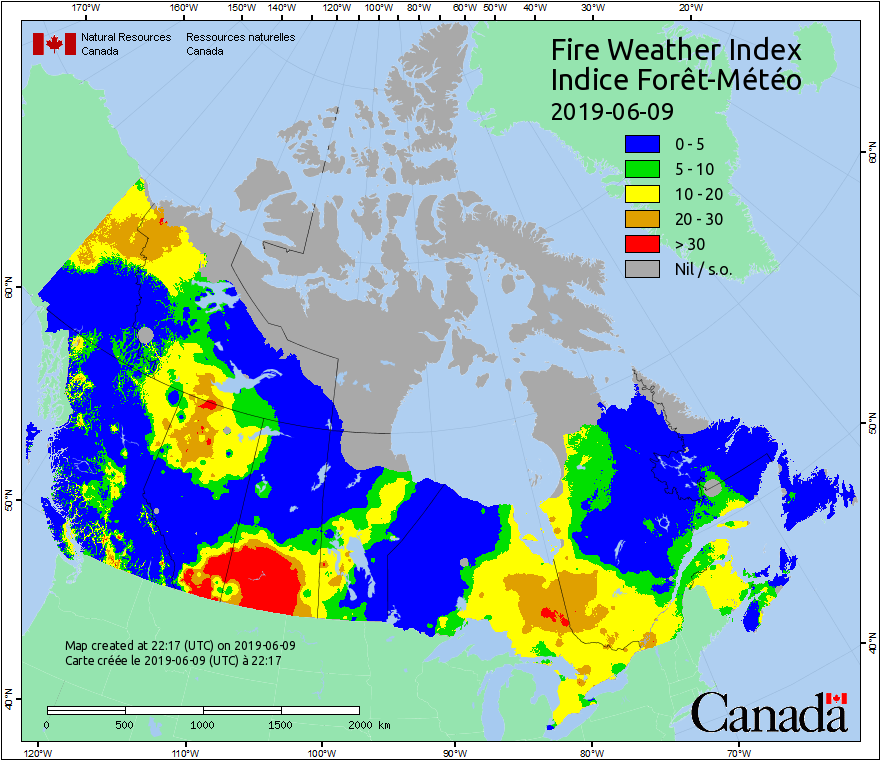 170°W 160°W 150°W 140°W 120°W 100°W 80°W 60°W 50°W 40°W 30°W 20°W
Natural Resources Ressources naturelles
Canada Canada
Fire Weather Index
Indice Forêt-Météo
2019-06-09
0 - 5
5 - 10
10 - 20
20 - 30
> 30
Nil / s.o.
60°N
60°N
50°N
50°N
40°N
40°N
Map created at 22:17 (UTC) on 2019-06-09
Carte créée le 2019-06-09 (UTC) à 22:17
0 500 1000 1500 2000 km
Canada
120°W 110°W 100°W 90°W 80°W 70°W